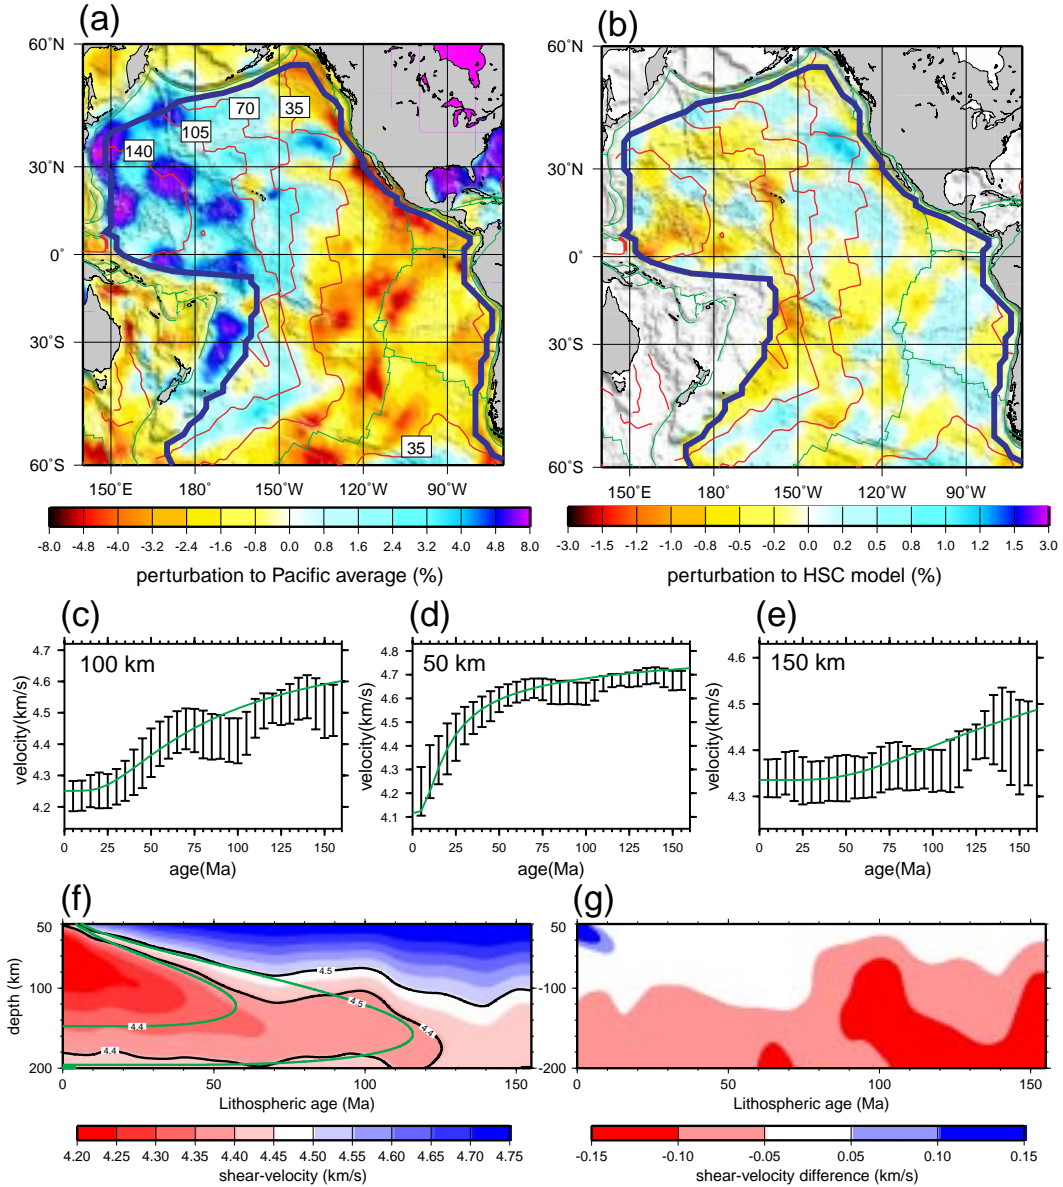 (a)
(b)
60˚N
30˚N
0˚
30˚S
60˚S
150˚E
180˚
150˚W
120˚W
90˚W
140
105
70
35
35
60˚N
30˚N
0˚
30˚S
60˚S
150˚E
180˚
150˚W
120˚W
90˚W
-8.0 -4.8 -4.0 -3.2 -2.4 -1.6 -0.8 0.0 0.8 1.6 2.4 3.2 4.0 4.8 8.0
perturbation to Pacific average (%)
-3.0 -1.5 -1.2 -1.0 -0.8 -0.5 -0.2 0.0 0.2 0.5 0.8 1.0 1.2 1.5 3.0
perturbation to HSC model (%)
(c)
(d)
(e)
100 km
velocity(km/s)
4.7
4.6
4.5
4.4
4.3
4.2
0 25 50 75 100 125 150
age(Ma)
50 km
velocity(km/s)
4.8
4.7
4.6
4.5
4.4
4.3
4.2
4.1
0 25 50 75 100 125 150
age(Ma)
150 km
velocity(km/s)
4.6
4.5
4.4
4.3
0 25 50 75 100 125 150
age(Ma)
(f)
(g)
depth (km)
50
100
200
4.5
4.5
4.4
4.4
4.4
0 50 100 150
Lithospheric age (Ma)
50
-100
-200
0 50 100 150
Lithospheric age (Ma)
4.20 4.25 4.30 4.35 4.40 4.45 4.50 4.55 4.60 4.65 4.70 4.75
shear-velocity (km/s)
-0.15 -0.10 -0.05 0.05 0.10 0.15
shear-velocity difference (km/s)